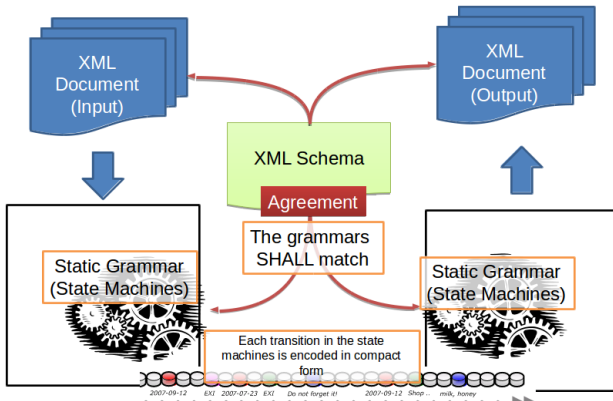 XML
Document
(Input)
XML
Document
(Output)
XML Schema
Agreement
The grammars
SHALL match
Static Grammar
(State Machines)
Static Grammar
(State Machines)
Each transition in the state
machines is encoded in compact
form
2007-09-12 EXI 2007-07-23 EXI Do not forget it! 2007-09-12 Shop .. milk, honey